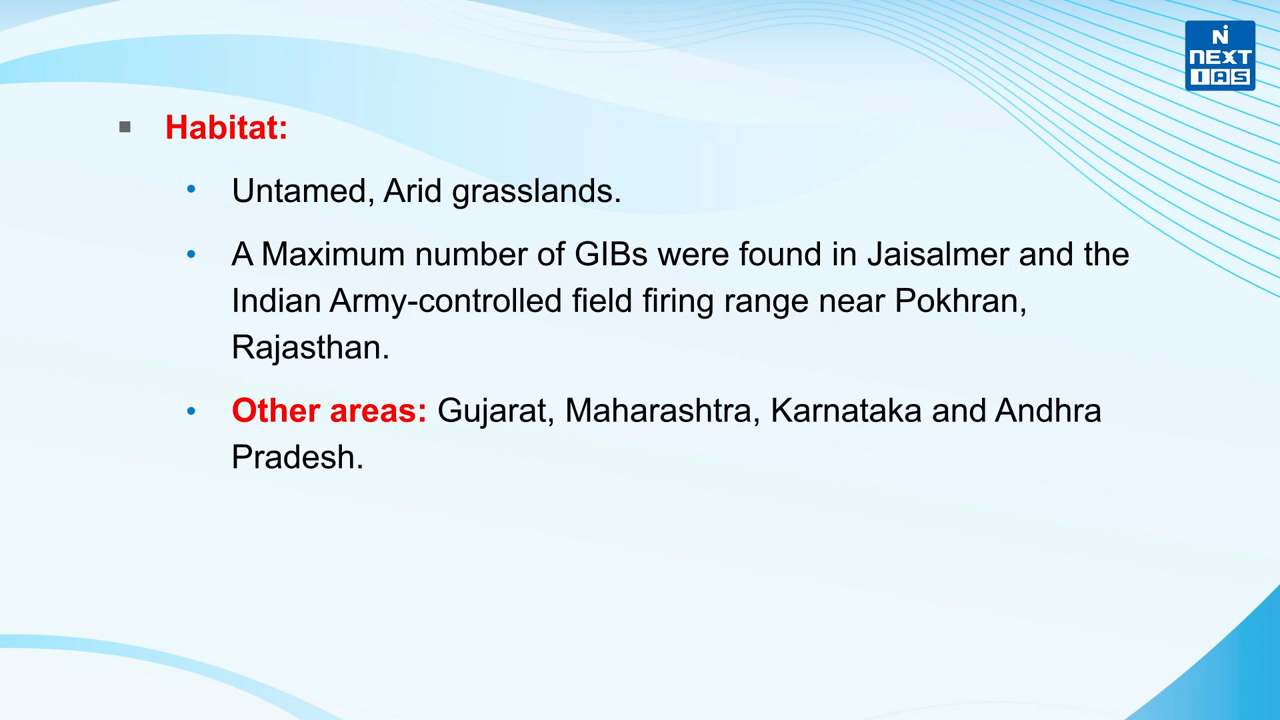 NEXT
IAS
Habitat:
Untamed, Arid grasslands.
A Maximum number of GIBs were found in Jaisalmer and the
Indian Army-controlled field firing range near Pokhran,
Rajasthan.
Other areas: Gujarat, Maharashtra, Karnataka and Andhra
Pradesh.